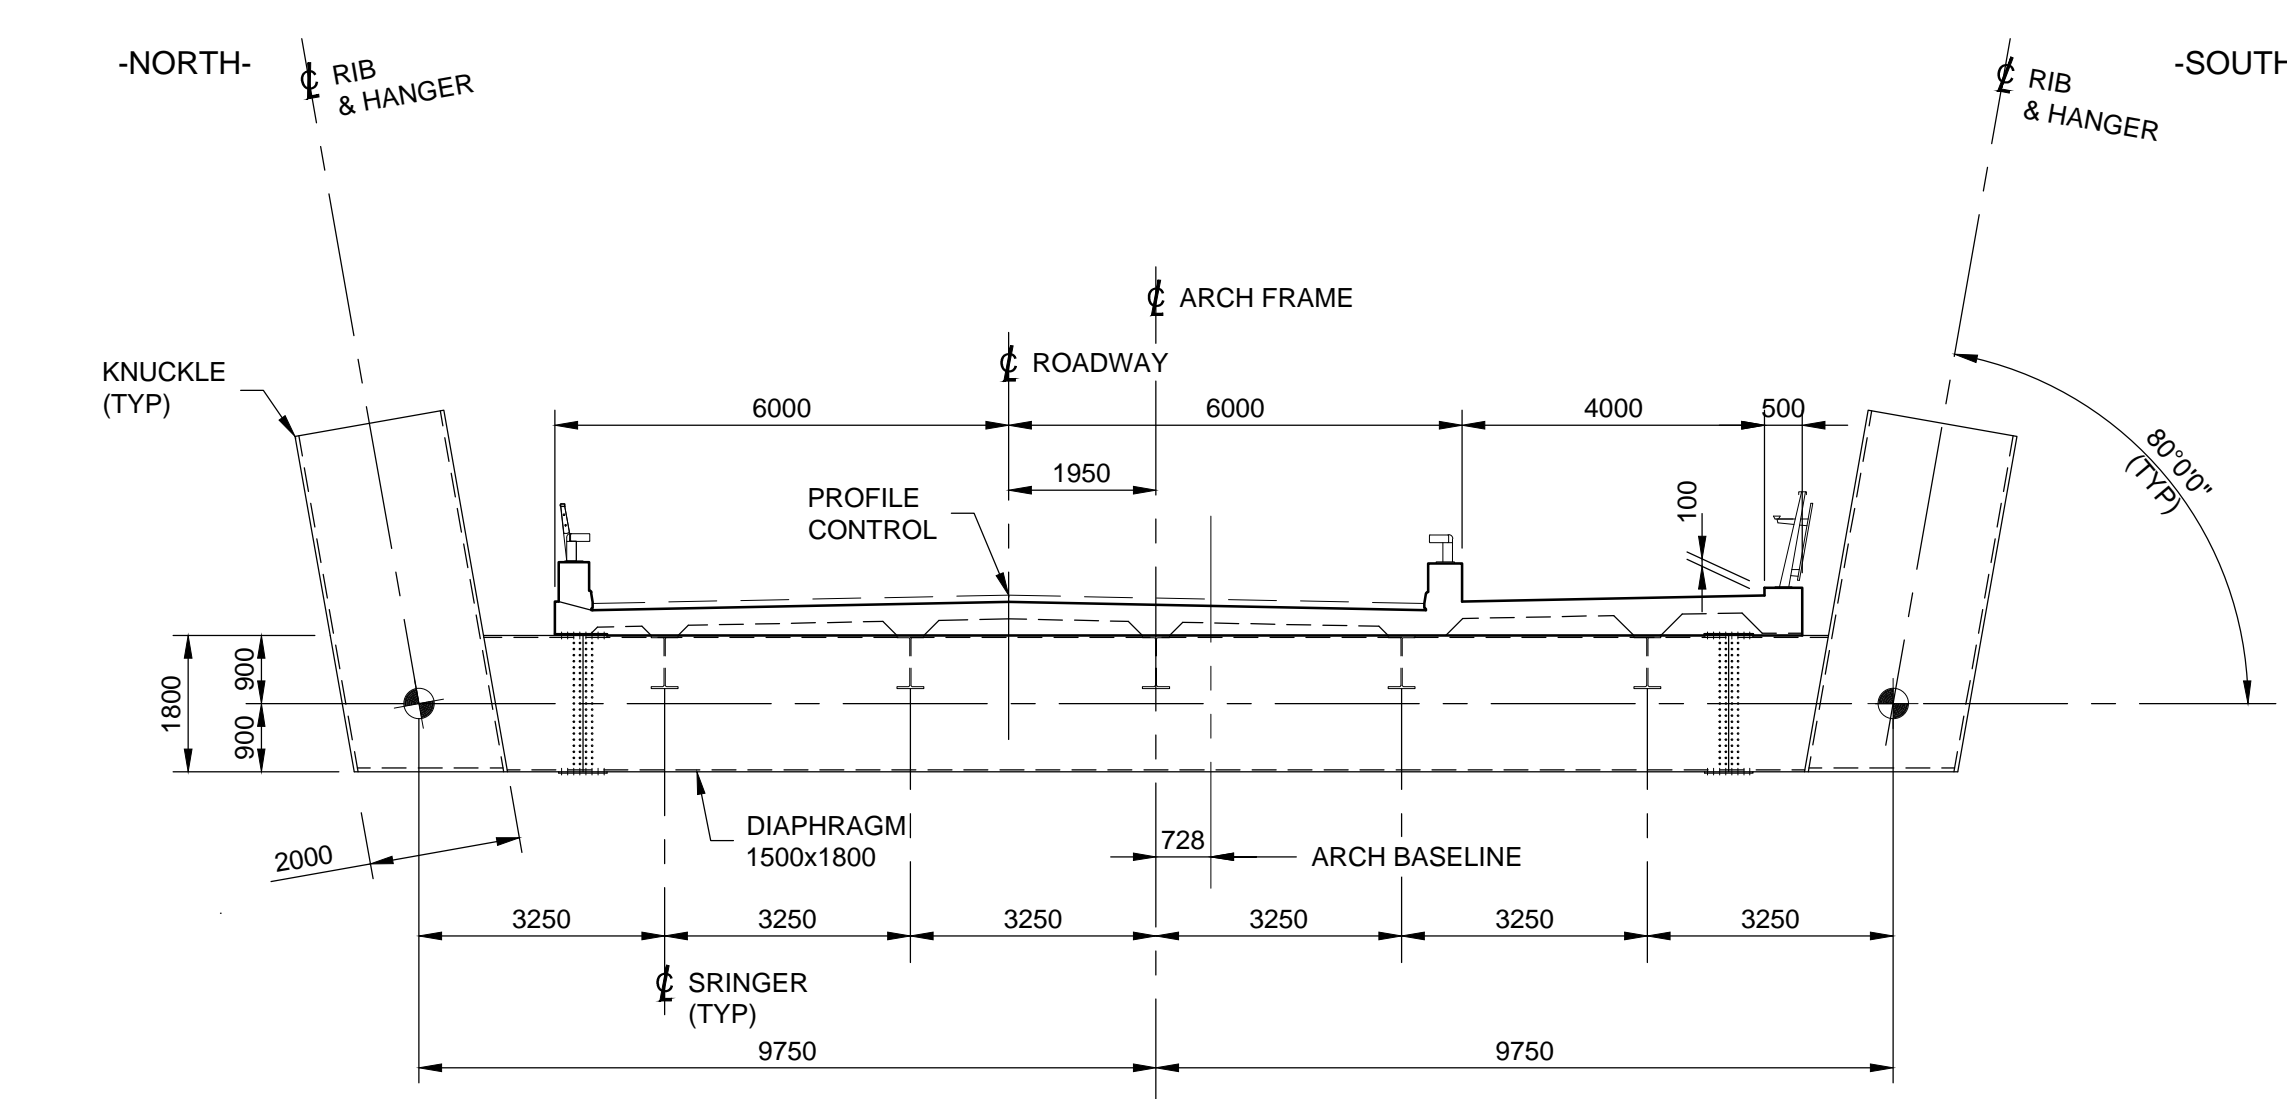 -NORTH-
℄ RIB
& HANGER
℄ RIB
& HANGER
-SOUTH
℄ ARCH FRAME
℄ ROADWAY
KNUCKLE
(TYP)
6000
6000
4000
500
1950
PROFILE
CONTROL
100
80°0'0"
(TYP)
1800
900
900
2000
DIAPHRAGM
1500x1800
728
ARCH BASELINE
3250
3250
3250
3250
3250
3250
℄ SRINGER
(TYP)
9750
9750